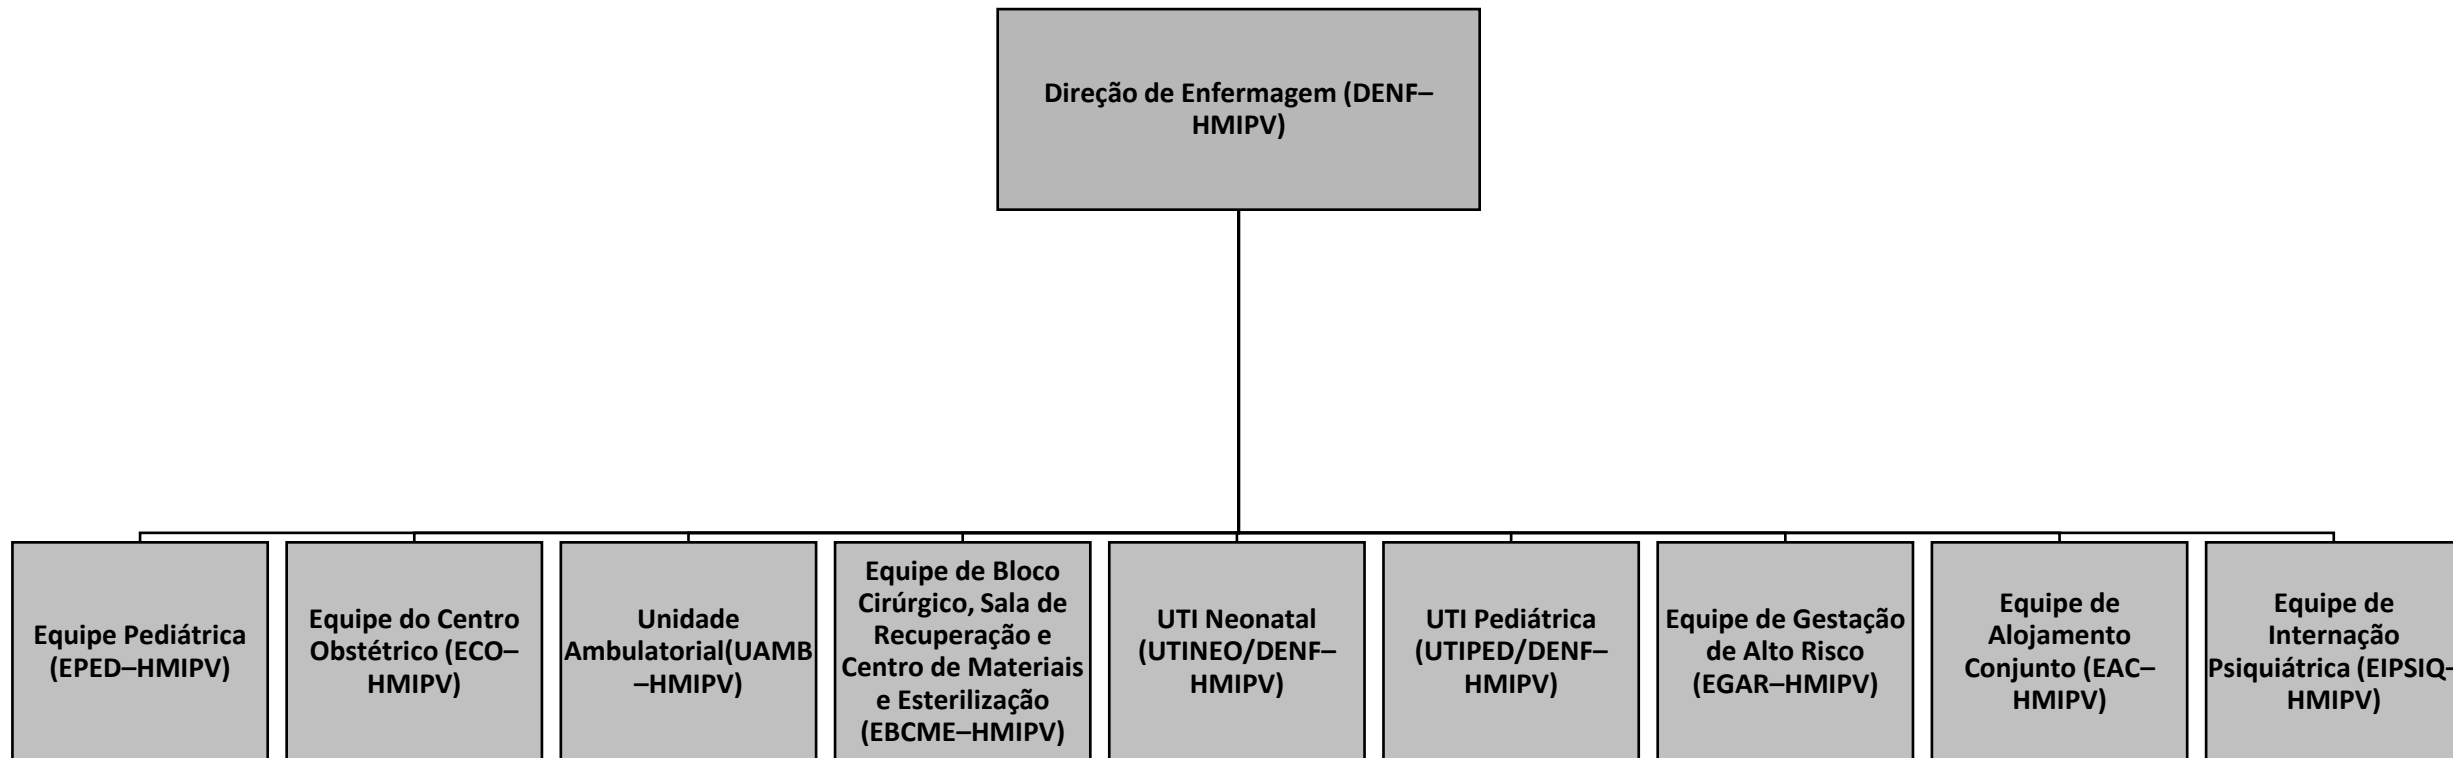 Direção de Enfermagem (DENF–
HMIPV)
Equipe Pediátrica
(EPED–HMIPV)
Equipe do Centro
Obstétrico (ECO–
HMIPV)
Unidade
Ambulatorial(UAMB
–HMIPV)
Equipe de Bloco
Cirúrgico, Sala de
Recuperação e
Centro de Materiais
e Esterilização
(EBCME–HMIPV)
UTI Neonatal
(UTINEO/DENF–
HMIPV)
UTI Pediátrica
(UTIPED/DENF–
HMIPV)
Equipe de Gestação
de Alto Risco
(EGAR–HMIPV)
Equipe de
Alojamento
Conjunto (EAC–
HMIPV)
Equipe de
Internação
Psiquiátrica (EIPSIQ–
HMIPV)